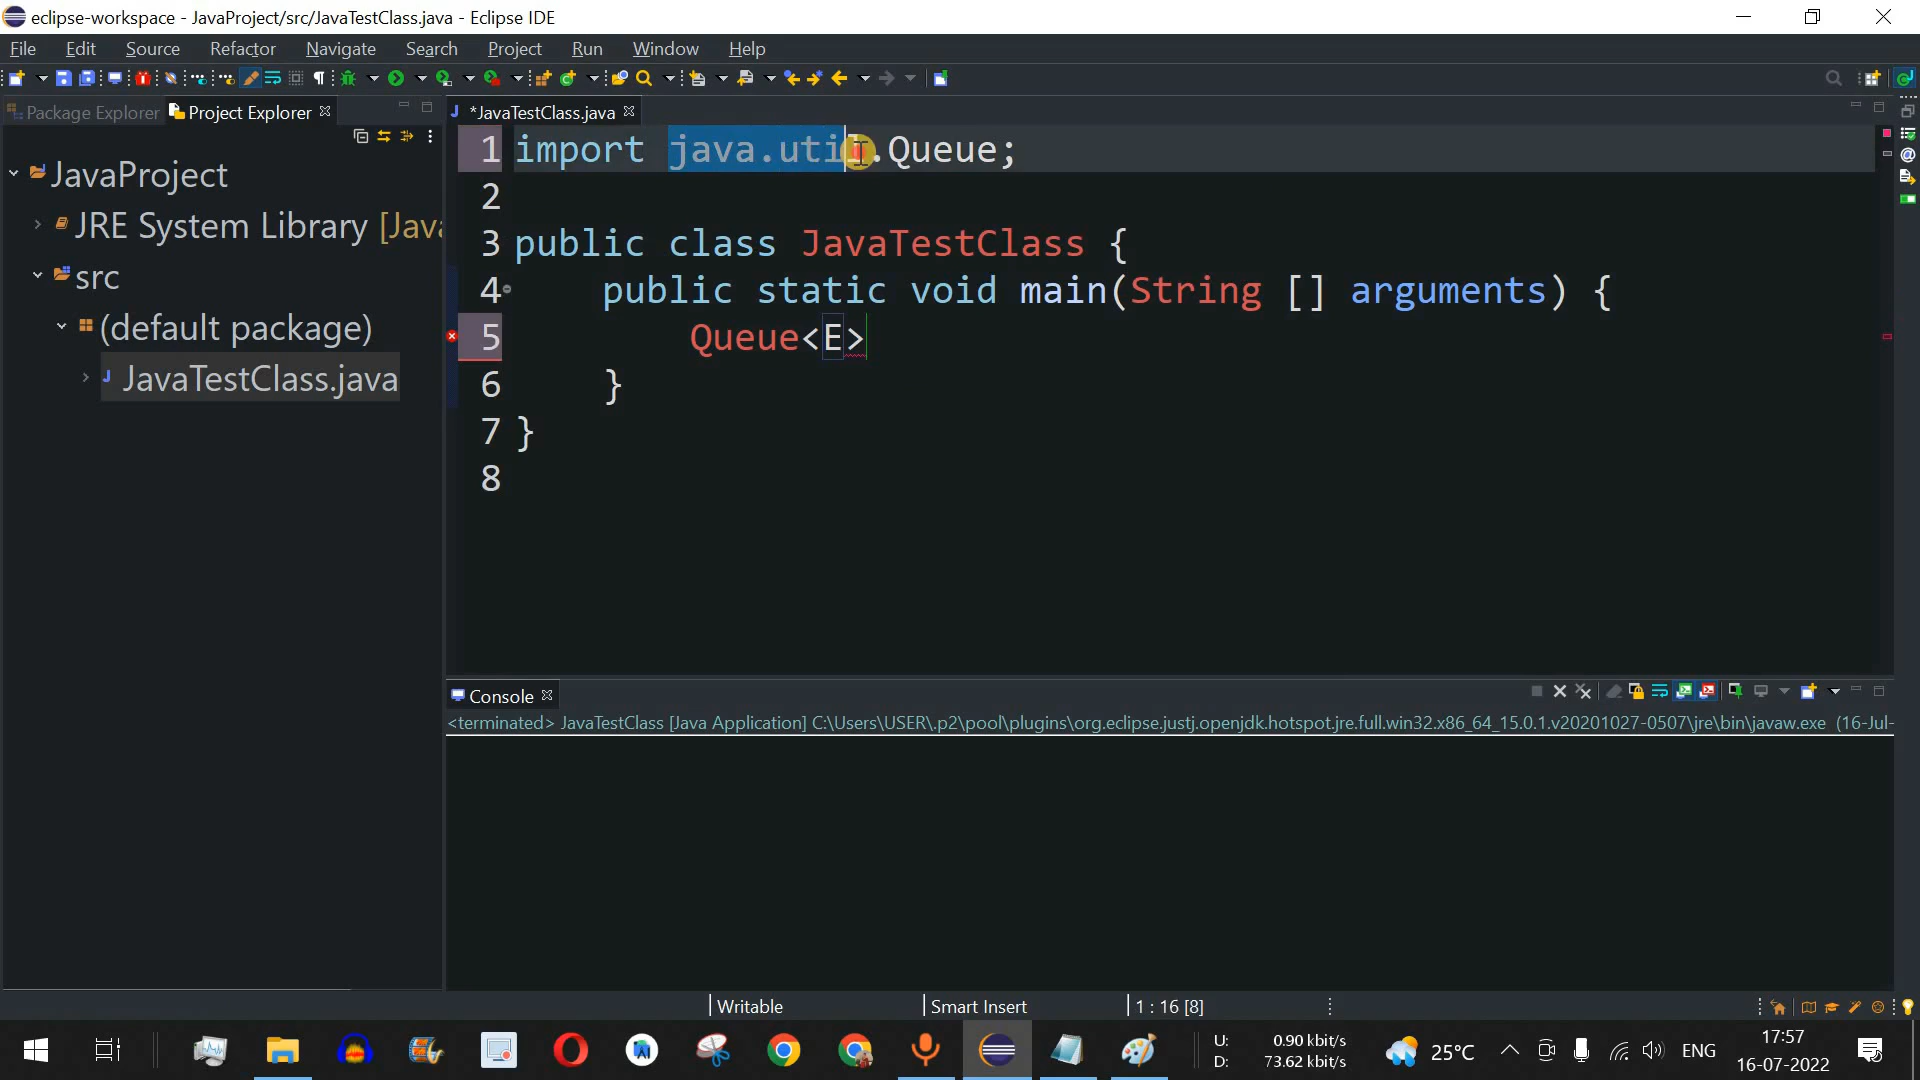 eclipse-workspace - JavaProject/src/JavaTestClass.java - Eclipse IDE
File Edit Source Refactor Navigate Search Project Run Window Help
Package Explorer Project Explorer *JavaTestClass.java
JavaProject
JRE System Library [Java
src
(default package)
JavaTestClass.java
1 import java.util.Queue;
2
3 public class JavaTestClass {
4 public static void main(String [] arguments) {
5 Queue<E>
6 }
7 }
8
Console
<terminated> JavaTestClass [Java Application] C:\Users\USER\.p2\pool\plugins\org.eclipse.justj.openjdk.hotspot.jre.full.win32.x86_64_15.0.1.v20201027-0507\jre\bin\javaw.exe (16-Jul-
Writable Smart Insert 1 : 16 [8]
U: 0.90 kbit/s
D: 73.62 kbit/s
25°C
ENG
17:57
16-07-2022